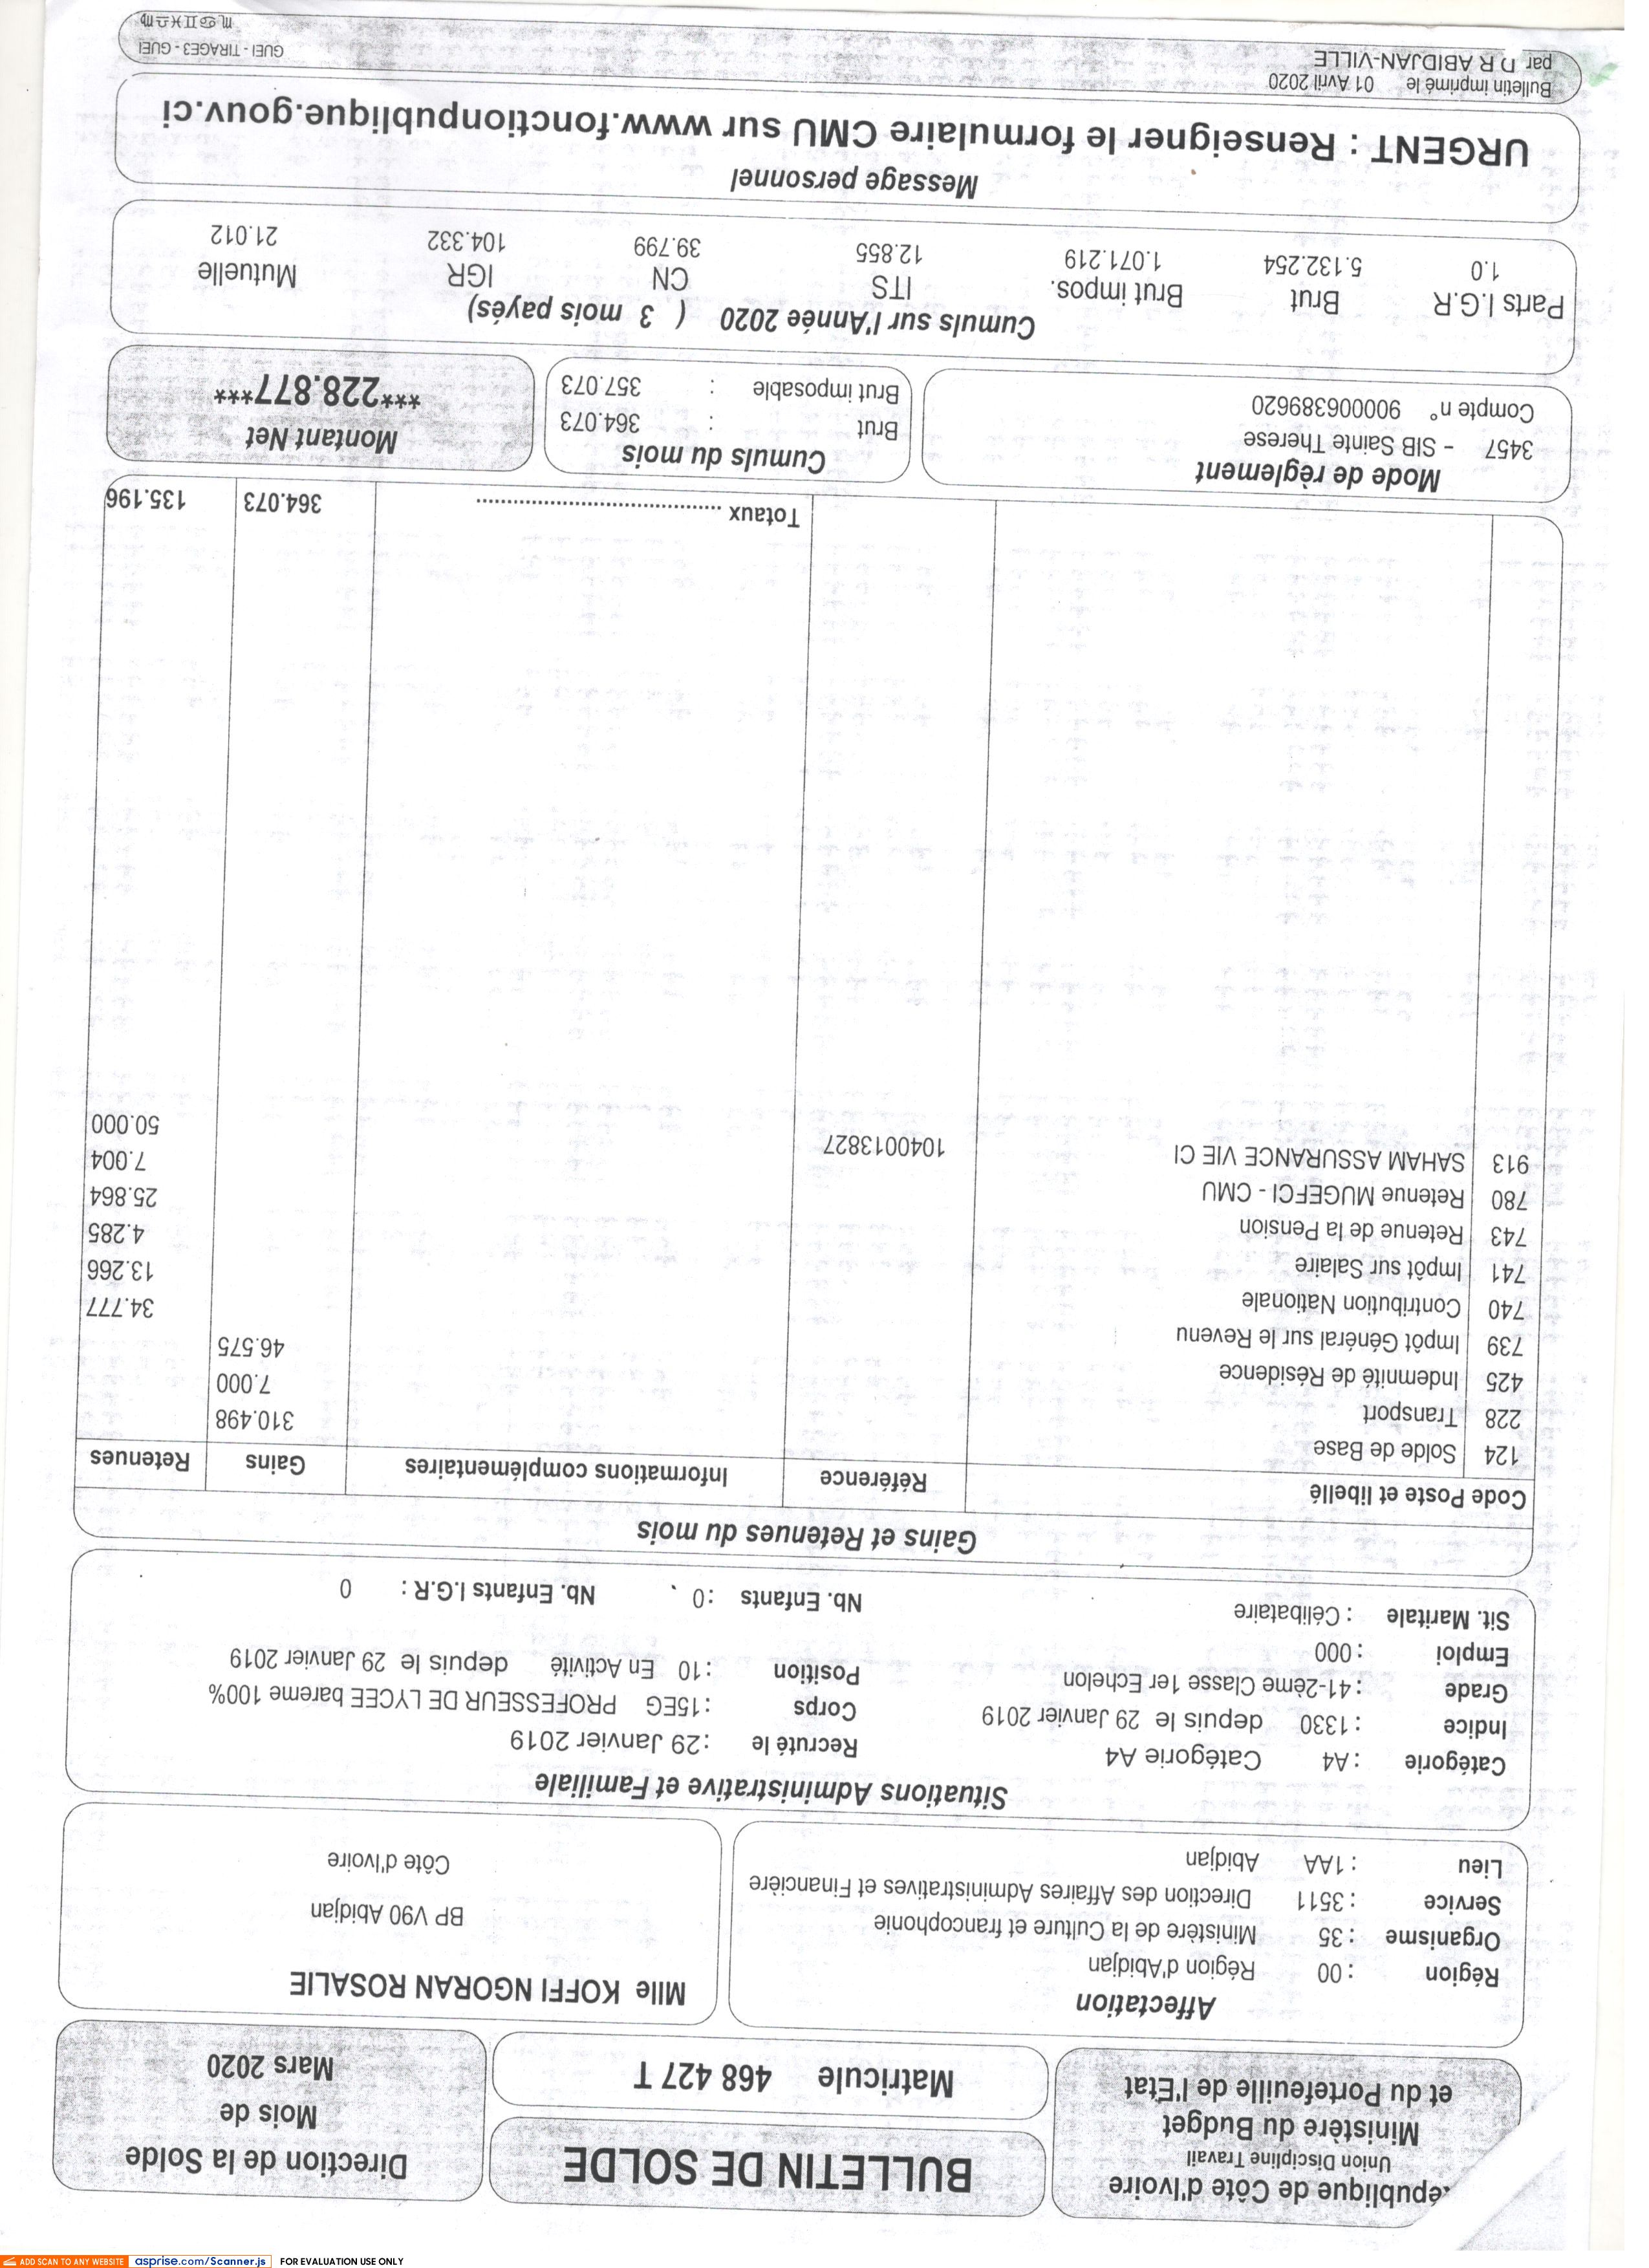 République de Côte d'Ivoire
Union Discipline Travail
Ministère du Budget
et du Portefeuille de l'Etat
BULLETIN DE SOLDE
Matricule 468 427 T
Direction de la Solde
Mois de
Mars 2020
Affectation
Région : 00 Région d'Abidjan
Organisme : 35 Ministère de la Culture et francophonie
Service : 3511 Direction des Affaires Administratives et Financière
Lieu : 1AA Abidjan
Mlle KOFFI NGORAN ROSALIE
BP V90 Abidjan
Côte d'Ivoire
Situations Administrative et Familiale
Catégorie : A4 Catégorie A4 Recruté le : 29 Janvier 2019
Indice : 1330 depuis le 29 Janvier 2019 Corps : 15EG PROFESSEUR DE LYCEE bareme 100%
Grade : 41-2ème Classe 1er Echelon Position : 10 En Activité depuis le 29 Janvier 2019
Emploi : 000
Sit. Maritale : Célibataire Nb. Enfants : 0 Nb. Enfants I.G.R : 0
Gains et Retenues du mois
Code Poste et libellé Référence Informations complémentaires Gains Retenues
124 Solde de Base 310.498
228 Transport 7.000
425 Indemnité de Résidence 46.575
739 Impôt Général sur le Revenu 34.777
740 Contribution Nationale 13.266
741 Impôt sur Salaire 4.285
743 Retenue de la Pension 25.864
780 Retenue MUGEFCI - CMU 7.004
913 SAHAM ASSURANCE VIE CI 1040013827 50.000
Totaux ........................................ 364.073 135.196
Mode de règlement
3457 - SIB Sainte Therese
Compte n° 900006389620
Cumuls du mois
Brut : 364.073
Brut imposable : 357.073
Montant Net
***228.877***
Cumuls sur l'Année 2020 ( 3 mois payés)
Parts I.G.R Brut Brut impos. ITS CN IGR Mutuelle
1.0 5.132.254 1.071.219 12.855 39.799 104.332 21.012
Message personnel
URGENT : Renseigner le formulaire CMU sur www.fonctionpublique.gouv.ci
Bulletin imprimé le 01 Avril 2020
par D R ABIDJAN-VILLE
GUEI - TIRAGE3 - GUEI
ADD SCAN TO ANY WEBSITE asprise.com/Scanner.js FOR EVALUATION USE ONLY